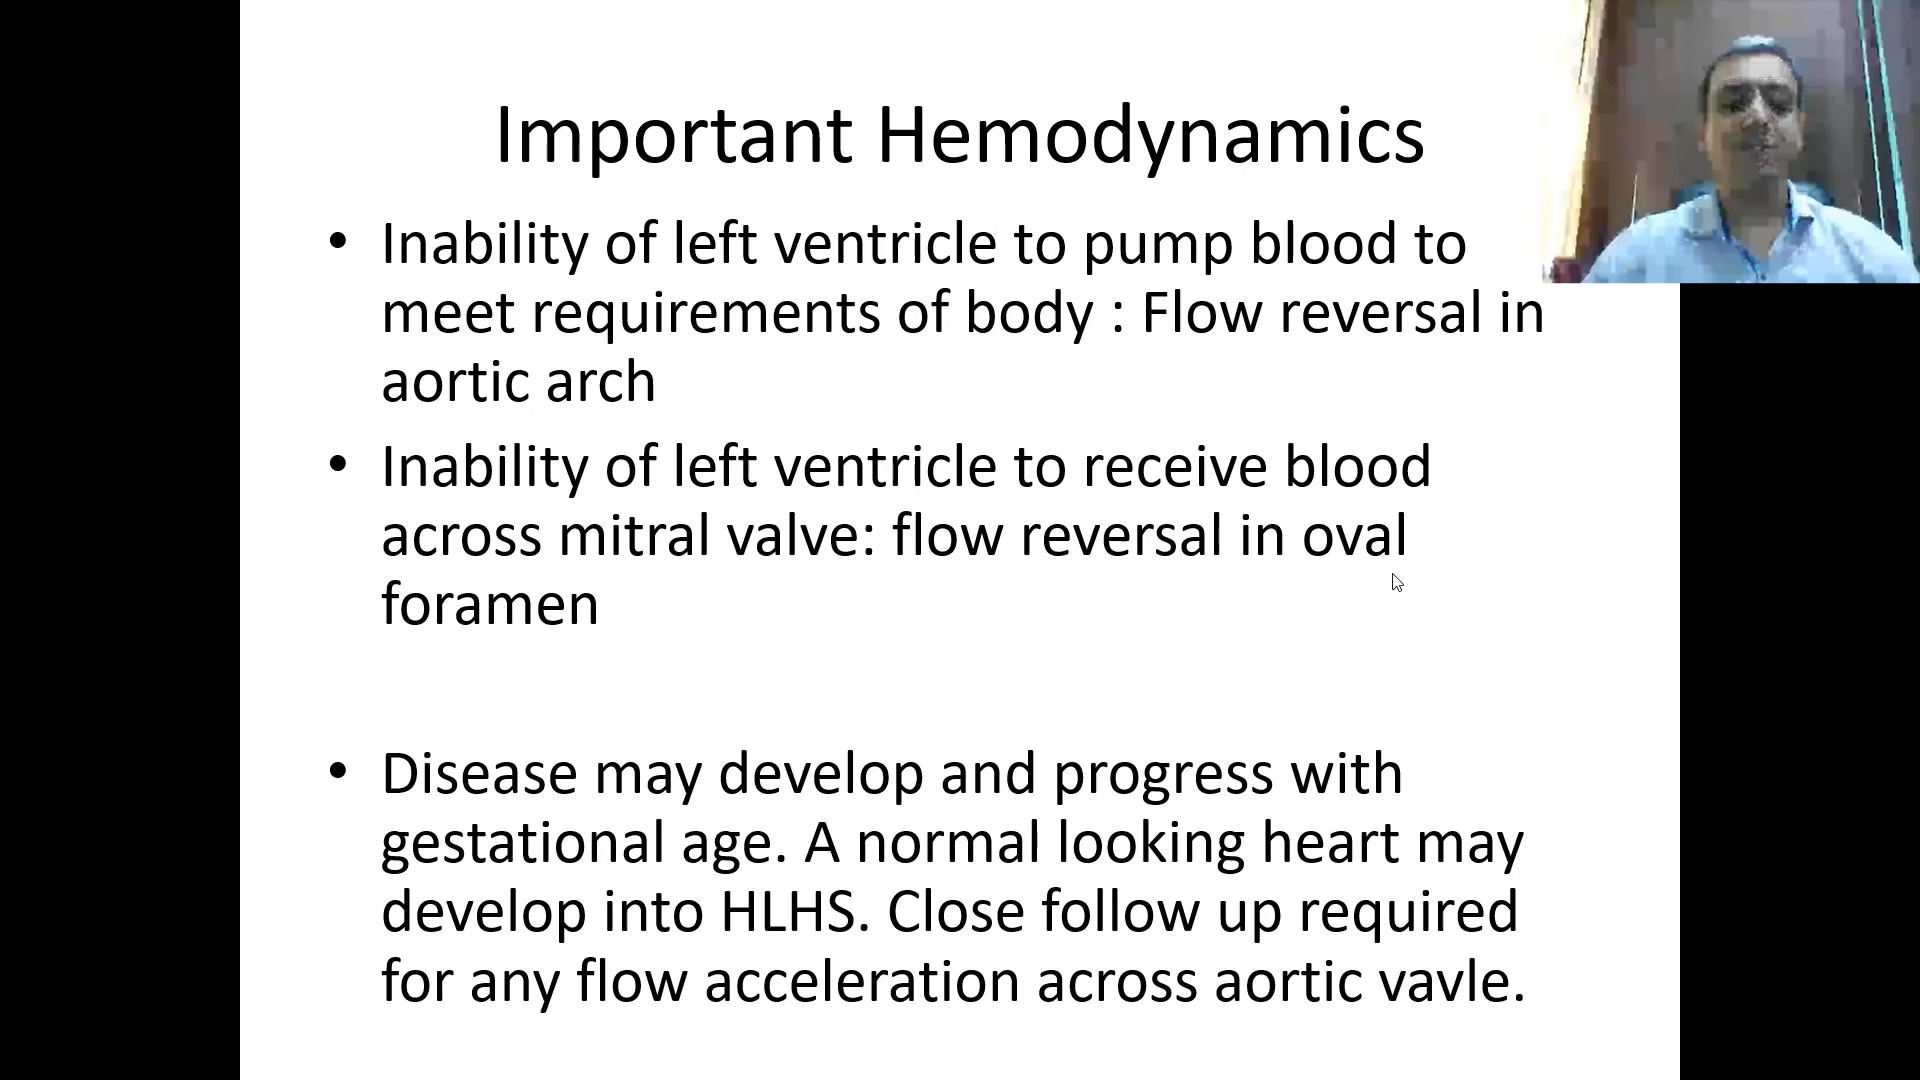 Important Hemodynamics
• Inability of left ventricle to pump blood to
meet requirements of body : Flow reversal in
aortic arch
• Inability of left ventricle to receive blood
across mitral valve: flow reversal in oval
foramen
• Disease may develop and progress with
gestational age. A normal looking heart may
develop into HLHS. Close follow up required
for any flow acceleration across aortic vavle.